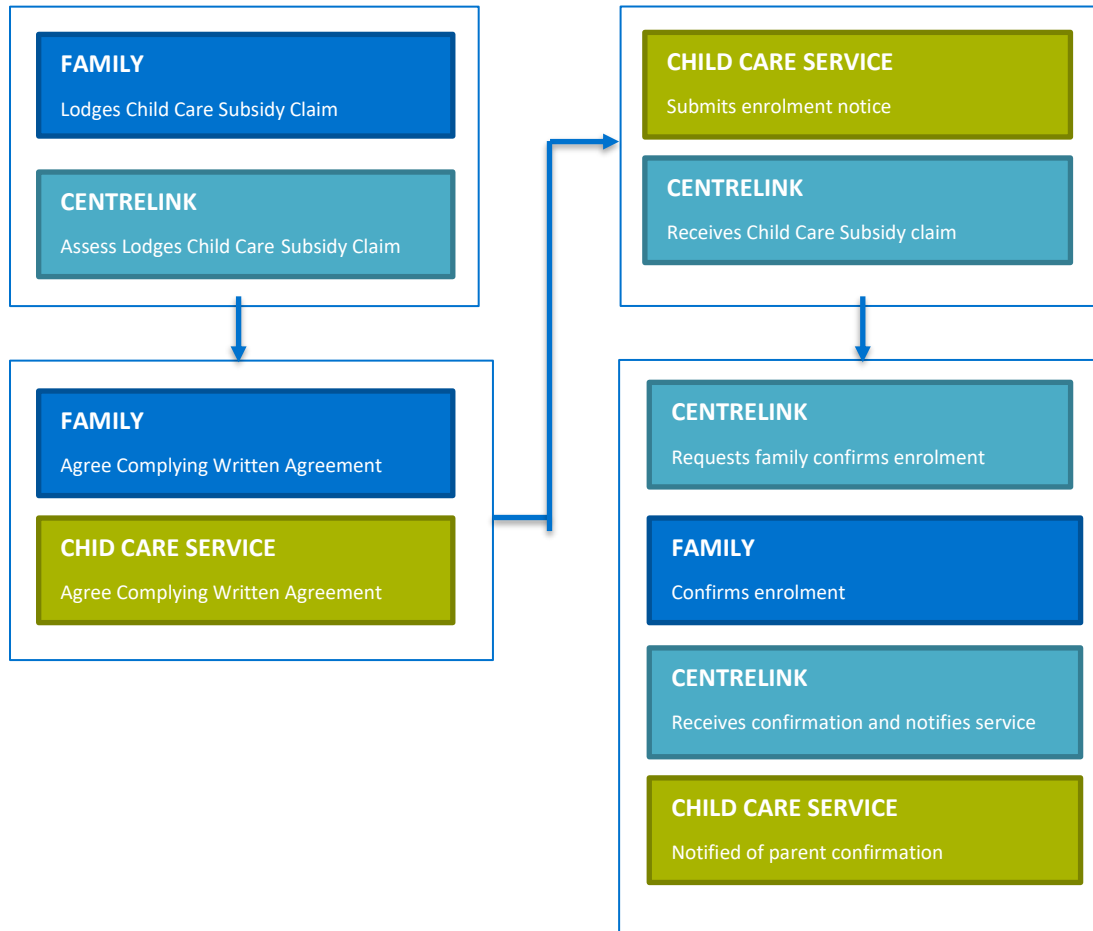 FAMILY
Lodges Child Care Subsidy Claim
CENTRELINK
Assess Lodges Child Care Subsidy Claim
FAMILY
Agree Complying Written Agreement
CHID CARE SERVICE
Agree Complying Written Agreement
CHILD CARE SERVICE
Submits enrolment notice
CENTRELINK
Receives Child Care Subsidy claim
CENTRELINK
Requests family confirms enrolment
FAMILY
Confirms enrolment
CENTRELINK
Receives confirmation and notifies service
CHILD CARE SERVICE
Notified of parent confirmation